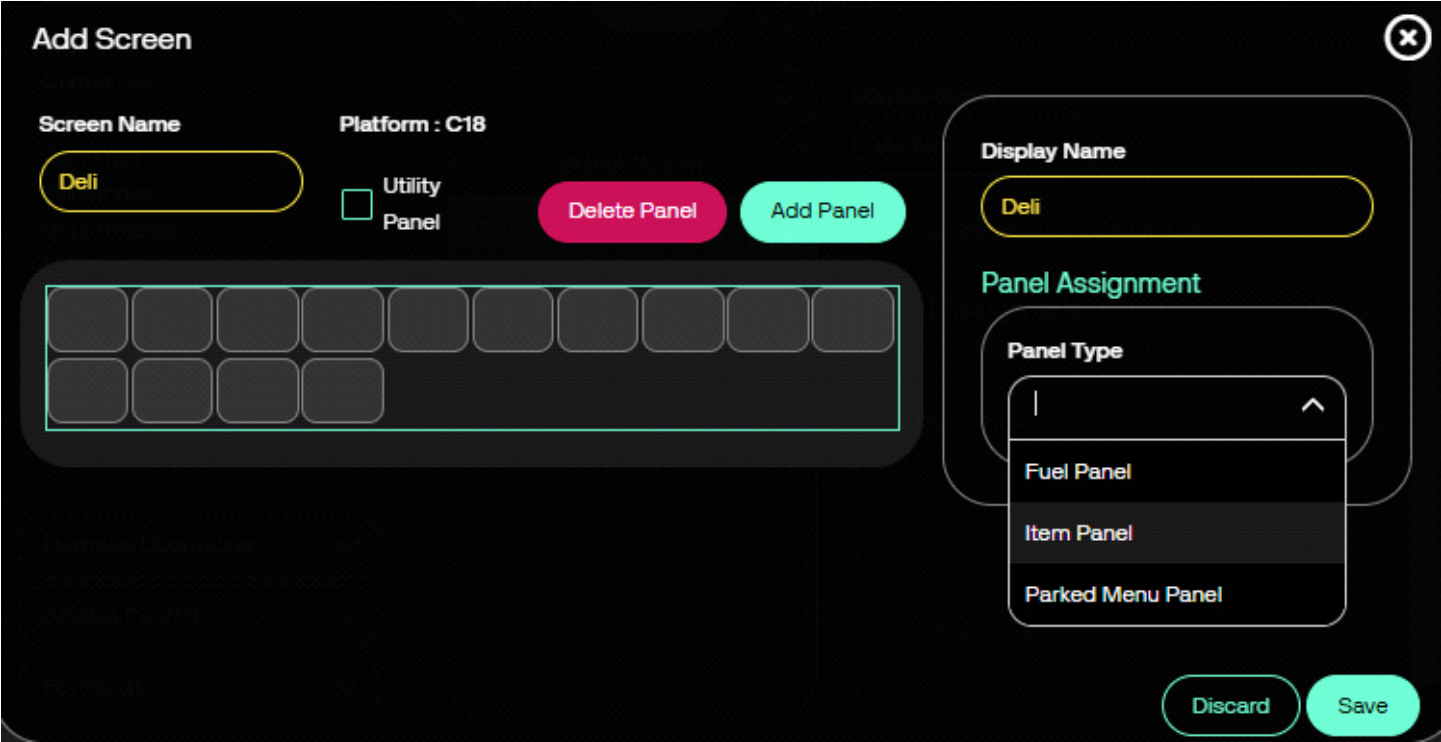 Add Screen
Screen Name
Platform : C18
Deli
Utility
Panel
Delete Panel
Add Panel
Display Name
Deli
Panel Assignment
Panel Type
Fuel Panel
Item Panel
Parked Menu Panel
Discard
Save